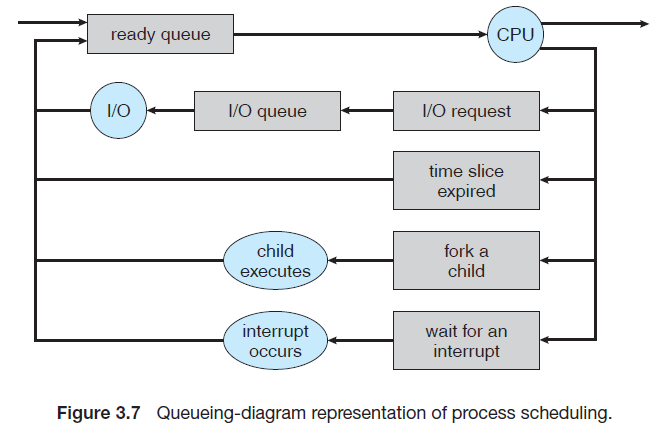 ready queue
CPU
I/O
I/O queue
I/O request
time slice
expired
child
executes
fork a
child
interrupt
occurs
wait for an
interrupt
Figure 3.7 Queueing-diagram representation of process scheduling.